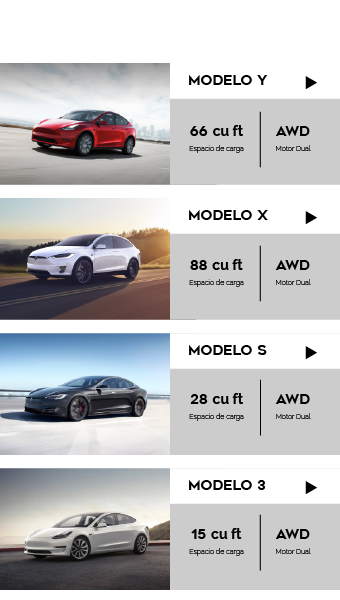 MODELO Y
66 cu ft AWD
Espacio de carga Motor Dual
MODELO X
88 cu ft AWD
Espacio de carga Motor Dual
MODELO S
28 cu ft AWD
Espacio de carga Motor Dual
MODELO 3
15 cu ft AWD
Espacio de carga Motor Dual